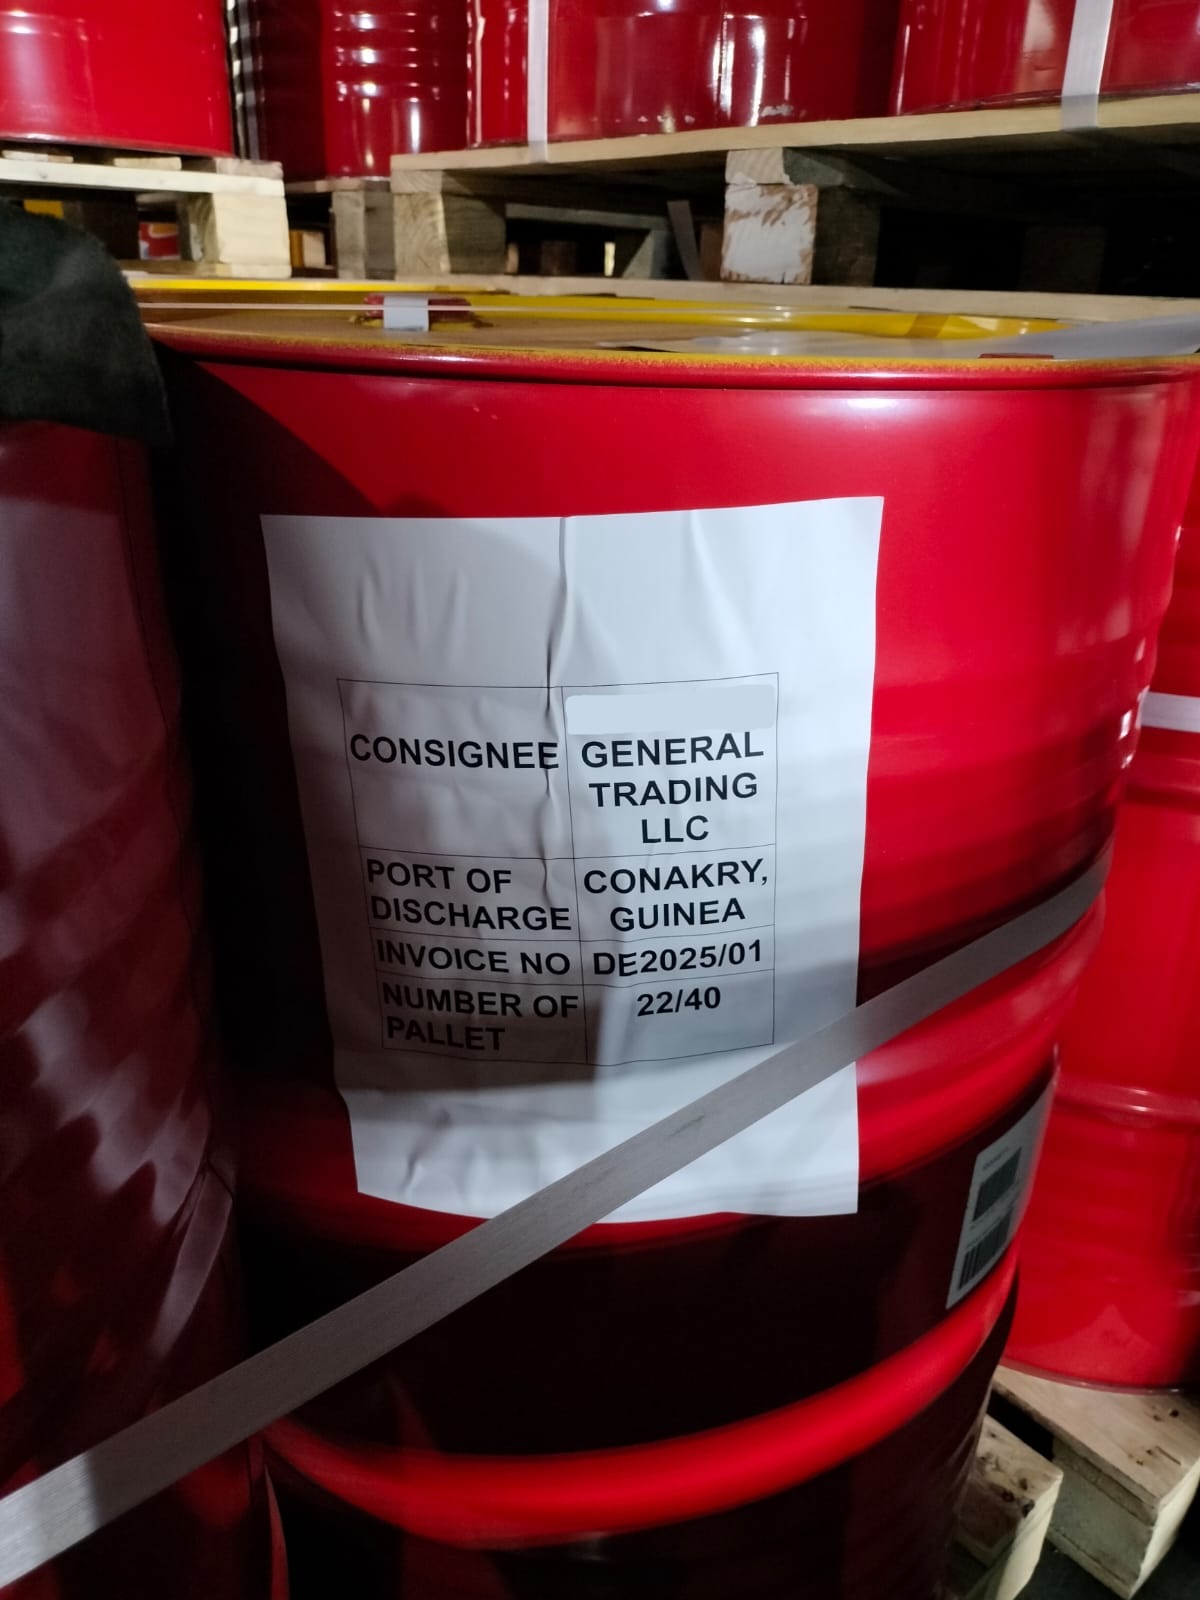 CONSIGNEE
GENERAL
TRADING
LLC
PORT OF
DISCHARGE
CONAKRY,
GUINEA
INVOICE NO
DE2025/01
NUMBER OF
PALLET
22/40